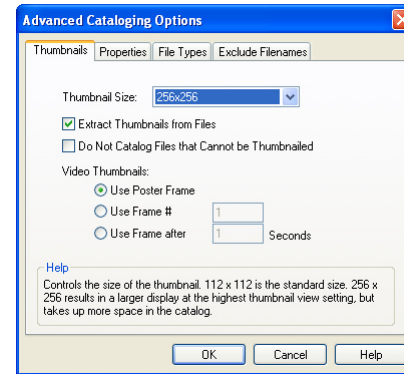 Advanced Cataloging Options
Thumbnails Properties File Types Exclude Filenames
Thumbnail Size: 256x256
Extract Thumbnails from Files
Do Not Catalog Files that Cannot be Thumbnailed
Video Thumbnails:
Use Poster Frame
Use Frame # 1
Use Frame after 1 Seconds
Help
Controls the size of the thumbnail. 112 x 112 is the standard size. 256 x
256 results in a larger display at the highest thumbnail view setting, but
takes up more space in the catalog.
OK Cancel Help